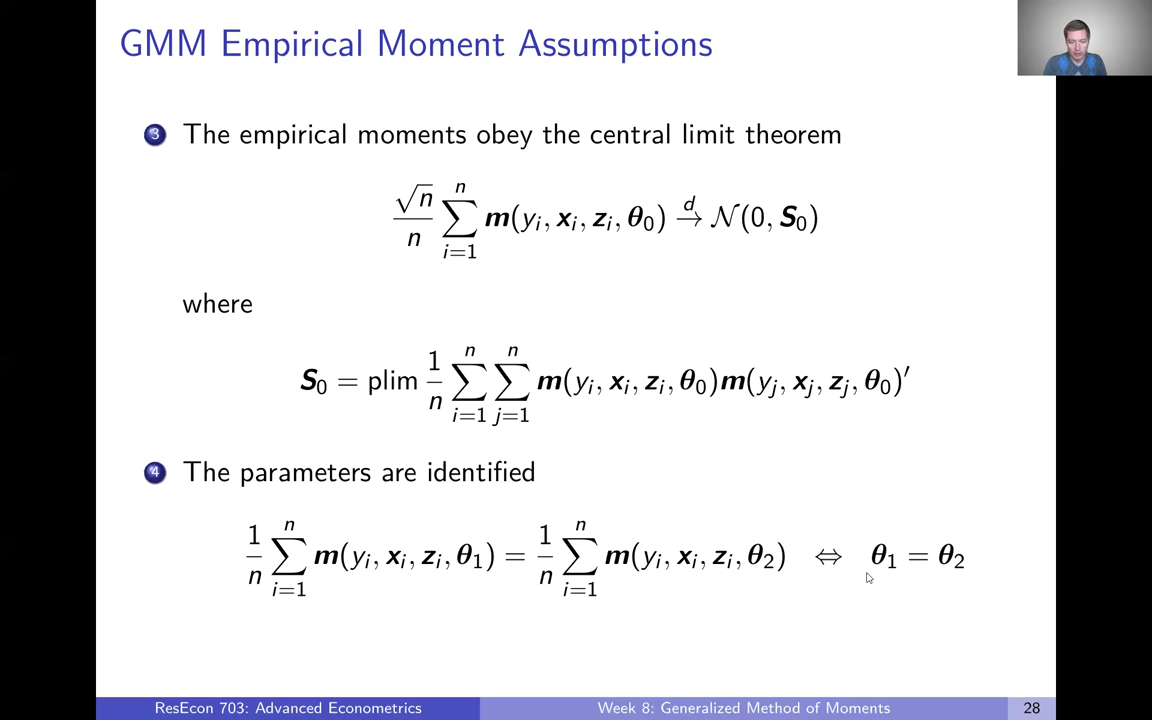 GMM Empirical Moment Assumptions
3 The empirical moments obey the central limit theorem
√n/n ∑_{i=1}^{n} m(y_i, x_i, z_i, θ_0) →^d 𝒩(0, S_0)
where
S_0 = plim 1/n ∑_{i=1}^{n} ∑_{j=1}^{n} m(y_i, x_i, z_i, θ_0)m(y_j, x_j, z_j, θ_0)′
4 The parameters are identified
1/n ∑_{i=1}^{n} m(y_i, x_i, z_i, θ_1) = 1/n ∑_{i=1}^{n} m(y_i, x_i, z_i, θ_2) ⇔ θ_1 = θ_2
ResEcon 703: Advanced Econometrics Week 8: Generalized Method of Moments 28